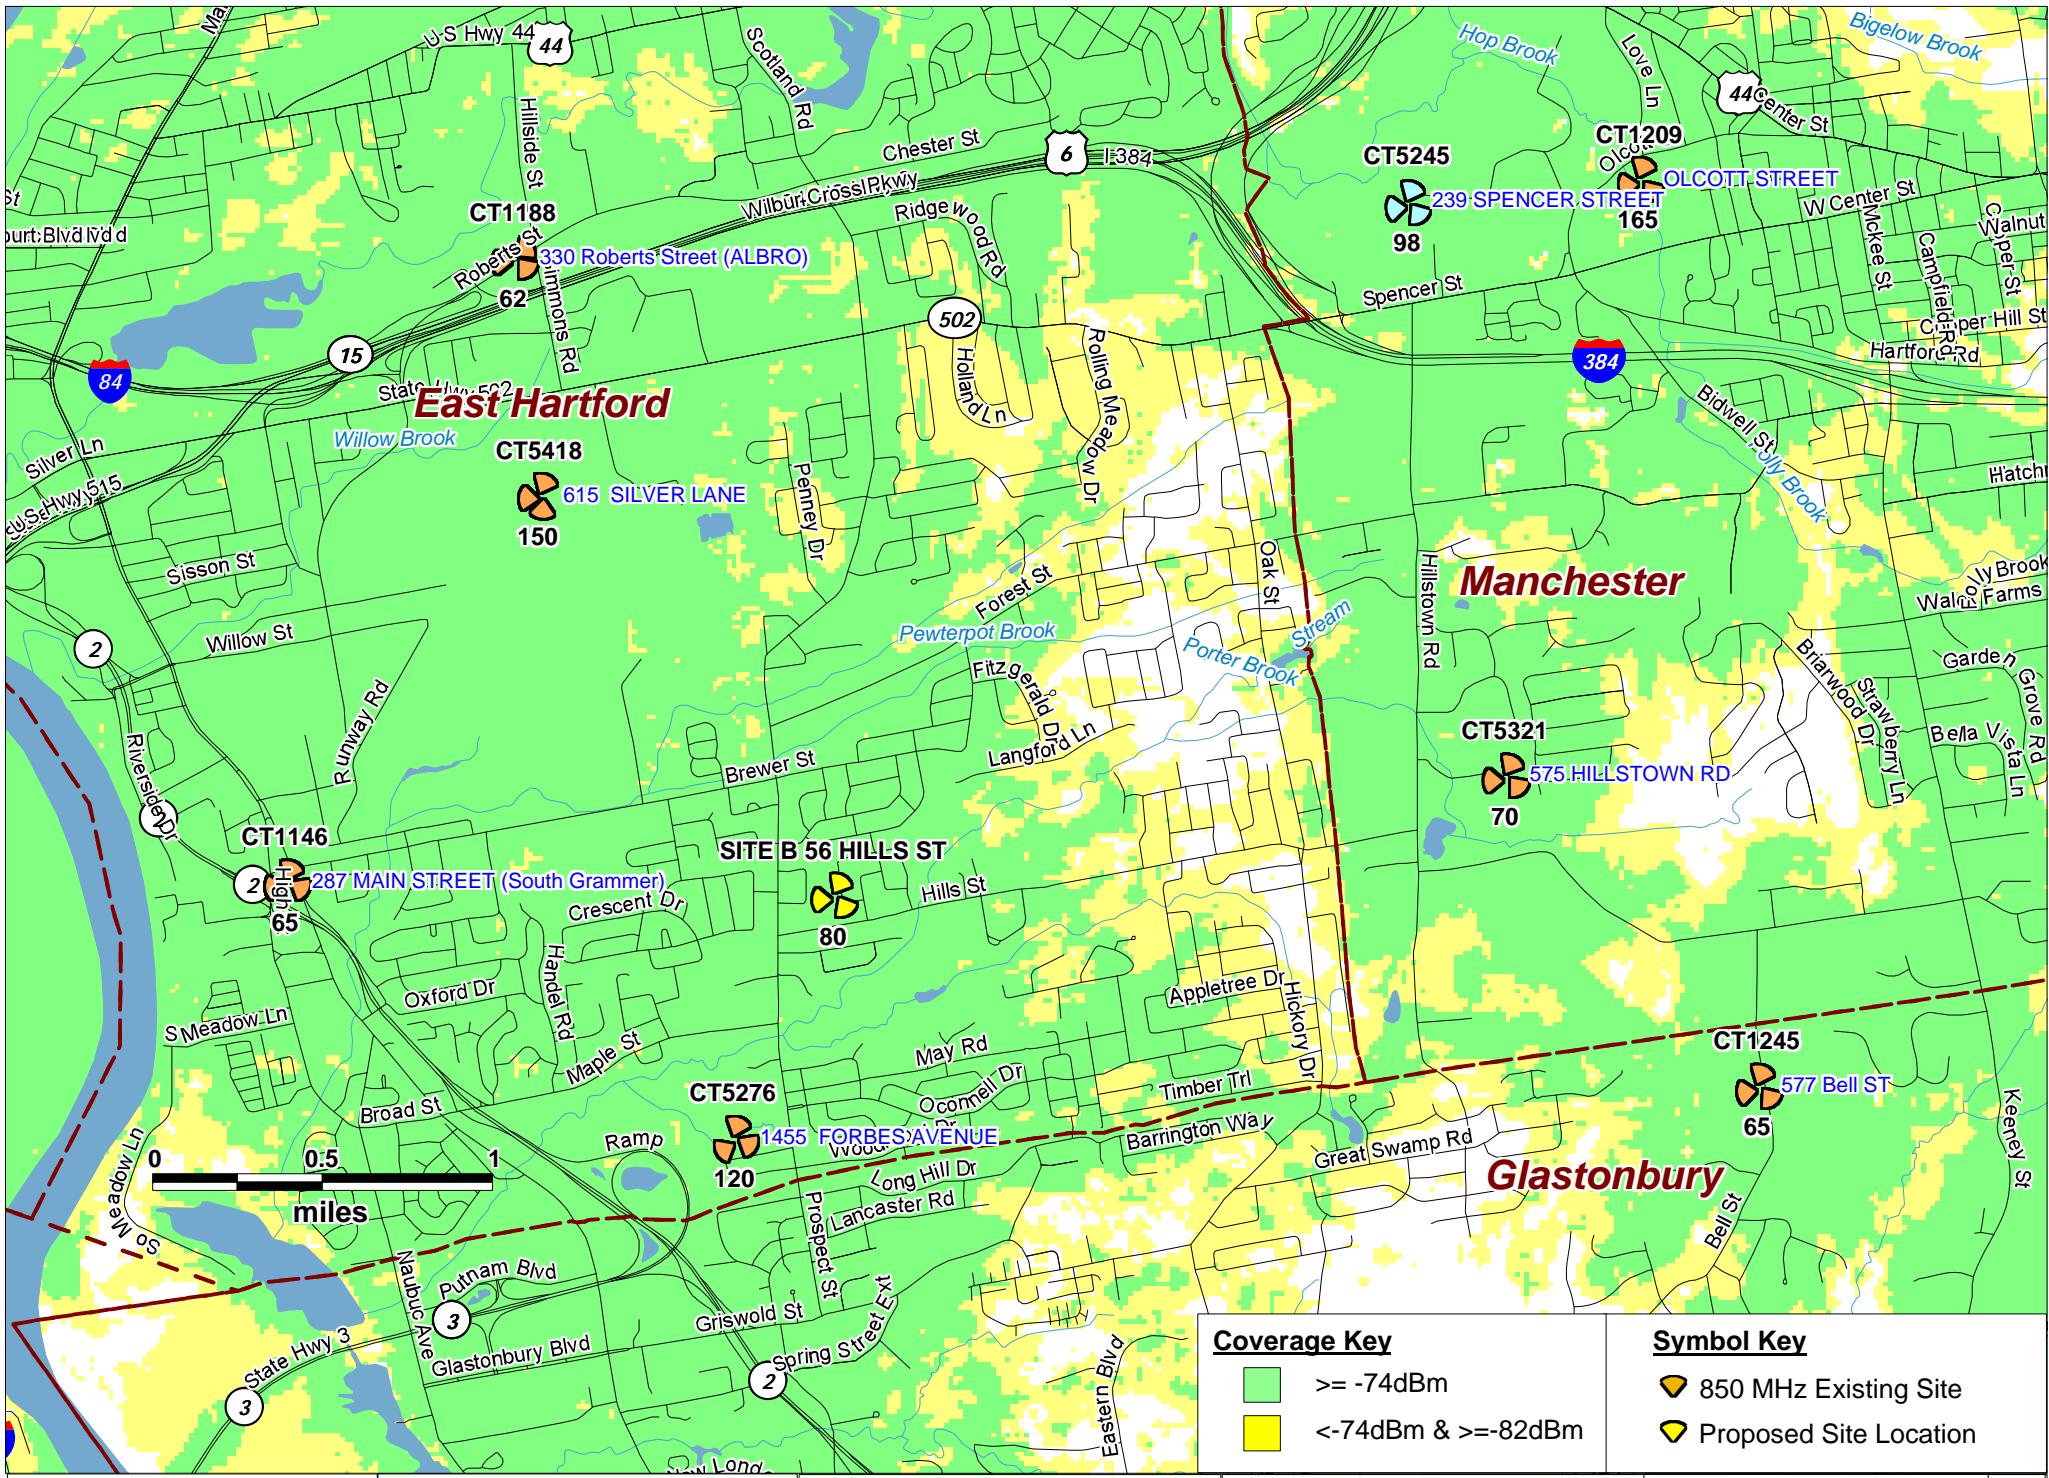 U S Hwy 44
44
Scotland Rd
Hop Brook
Love Ln
Bigelow Brook
44
Center St
Hillside St
Chester St
6
I 384
CT5245
239 SPENCER STREET
98
CT1209
OLCOTT STREET
165
W Center St
Mckee St
Campfield Rd
Walnut
CT1188
Roberts St
330 Roberts Street (ALBRO)
62
Simmons Rd
Wilbur Cross Pkwy
Ridgewood Rd
Spencer St
502
Holland Ln
Rolling Meadow Dr
15
84
384
Hartford Rd
Bidwell St
East Hartford
Willow Brook
Silver Ln
CT5418
615 SILVER LANE
150
Penney Dr
Sisson St
Willow St
2
Runway Rd
Riverside Dr
Forest St
Pewterpot Brook
Fitzgerald Dr
Langford Ln
Brewer St
Oak St
Porter Brook
Stream
Hillstown Rd
Manchester
Briarwood Dr
Strawberry Ln
Garden Grove Rd
Bella Vista Ln
CT5321
575 HILLSTOWN RD
70
CT1146
2
287 MAIN STREET (South Grammer)
65
SITE B 56 HILLS ST
80
Hills St
Crescent Dr
Handel Rd
Oxford Dr
Maple St
S Meadow Ln
Broad St
May Rd
Oconnell Dr
Timber Trl
Appletree Dr
Hickory Dr
CT5276
1455 FORBES AVENUE
120
Ramp
Barrington Way
Great Swamp Rd
Long Hill Dr
Lancaster Rd
Prospect St
CT1245
577 Bell ST
65
Keeney St
Glastonbury
Bell St
So Meadow Ln
0 0.5 1
miles
Naubuc Ave
Putnam Blvd
3
State Hwy 3
3
Glastonbury Blvd
Griswold St
Spring Street Ext
2
Eastern Blvd
Coverage Key
>= -74dBm
<-74dBm & >=-82dBm
Symbol Key
850 MHz Existing Site
Proposed Site Location